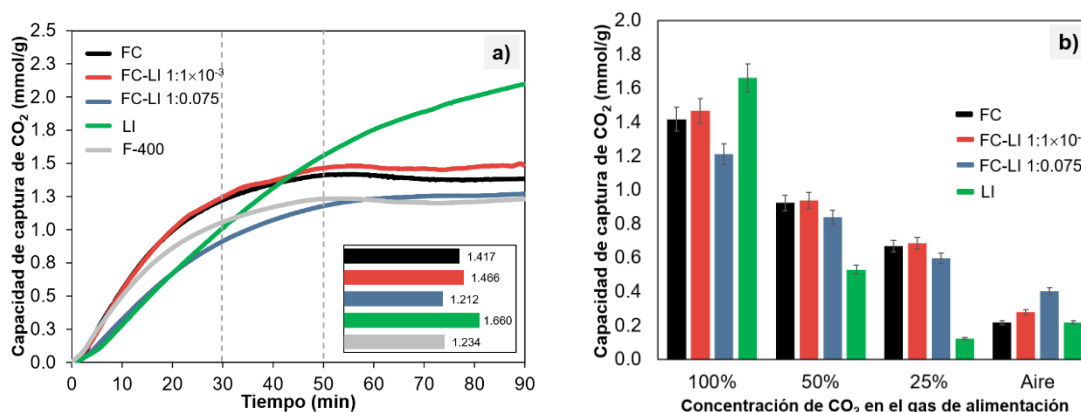 a)
Capacidad de captura de CO₂ (mmol/g)
2.5
2.3
2.0
1.8
1.5
1.3
1.0
0.8
0.5
0.3
0.0
FC
FC-LI 1:1×10⁻³
FC-LI 1:0.075
LI
F-400
1.417
1.466
1.212
1.660
1.234
0 10 20 30 40 50 60 70 80 90
Tiempo (min)
b)
Capacidad de captura de CO₂ (mmol/g)
2.0
1.8
1.6
1.4
1.2
1.0
0.8
0.6
0.4
0.2
0.0
FC
FC-LI 1:1×10⁻
FC-LI 1:0.075
LI
100% 50% 25% Aire
Concentración de CO₂ en el gas de alimentación